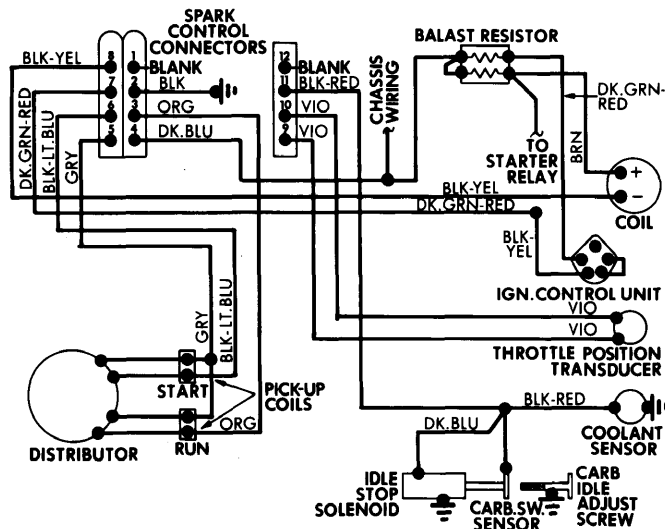 SPARK
CONTROL
CONNECTORS
BLK-YEL
8
7
6
5
1
2
3
4
BLANK
BLK
ORG
DK.BLU
12
11
10
9
BLANK
BLK-RED
VIO
VIO
CHASSIS
WIRING
BALAST RESISTOR
DK.GRN-
RED
BRN
TO
STARTER
RELAY
DK.GRN-RED
BLK-LT.BLU
GRY
BLK-YEL
DK.GRN-RED
+
-
COIL
BLK-
YEL
IGN.CONTROL UNIT
VIO
VIO
THROTTLE POSITION
TRANSDUCER
GRY
BLK-LT.BLU
START
PICK-UP
COILS
ORG
RUN
DISTRIBUTOR
BLK-RED
DK.BLU
COOLANT
SENSOR
IDLE
STOP
SOLENOID
CARB.SW.
SENSOR
CARB
IDLE
ADJUST
SCREW